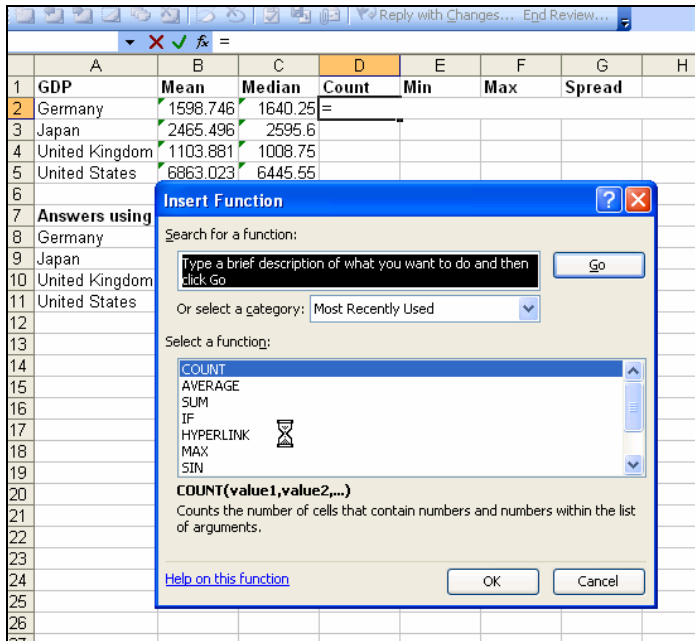 Reply with Changes... End Review...
fx =
A B C D E F G H
1 GDP Mean Median Count Min Max Spread
2 Germany 1598.746 1640.25 =
3 Japan 2465.496 2595.6
4 United Kingdom 1103.881 1008.75
5 United States 6863.023 6445.55
6
7 Answers using
8 Germany
9 Japan
10 United Kingdom
11 United States
12
13
14
15
16
17
18
19
20
21
22
23
24
25
26
Insert Function
Search for a function:
Type a brief description of what you want to do and then
click Go
Go
Or select a category: Most Recently Used
Select a function:
COUNT
AVERAGE
SUM
IF
HYPERLINK
MAX
SIN
COUNT(value1,value2,...)
Counts the number of cells that contain numbers and numbers within the list
of arguments.
Help on this function
OK Cancel